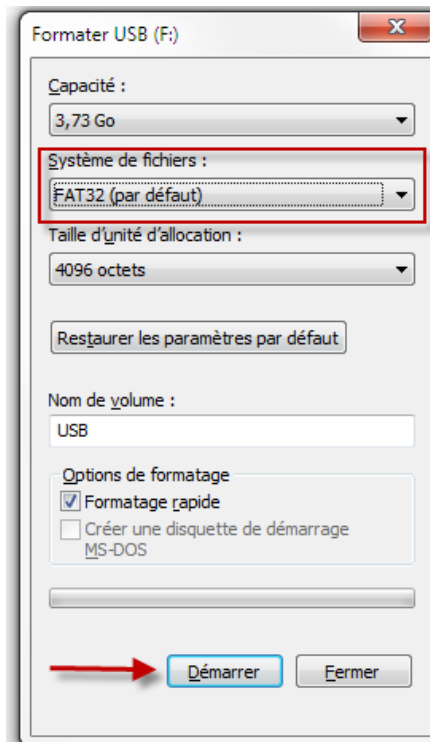 Formater USB (F:)
Capacité :
3,73 Go
Système de fichiers :
FAT32 (par défaut)
Taille d'unité d'allocation :
4096 octets
Restaurer les paramètres par défaut
Nom de volume :
USB
Options de formatage
Formatage rapide
Créer une disquette de démarrage
MS-DOS
Démarrer
Fermer